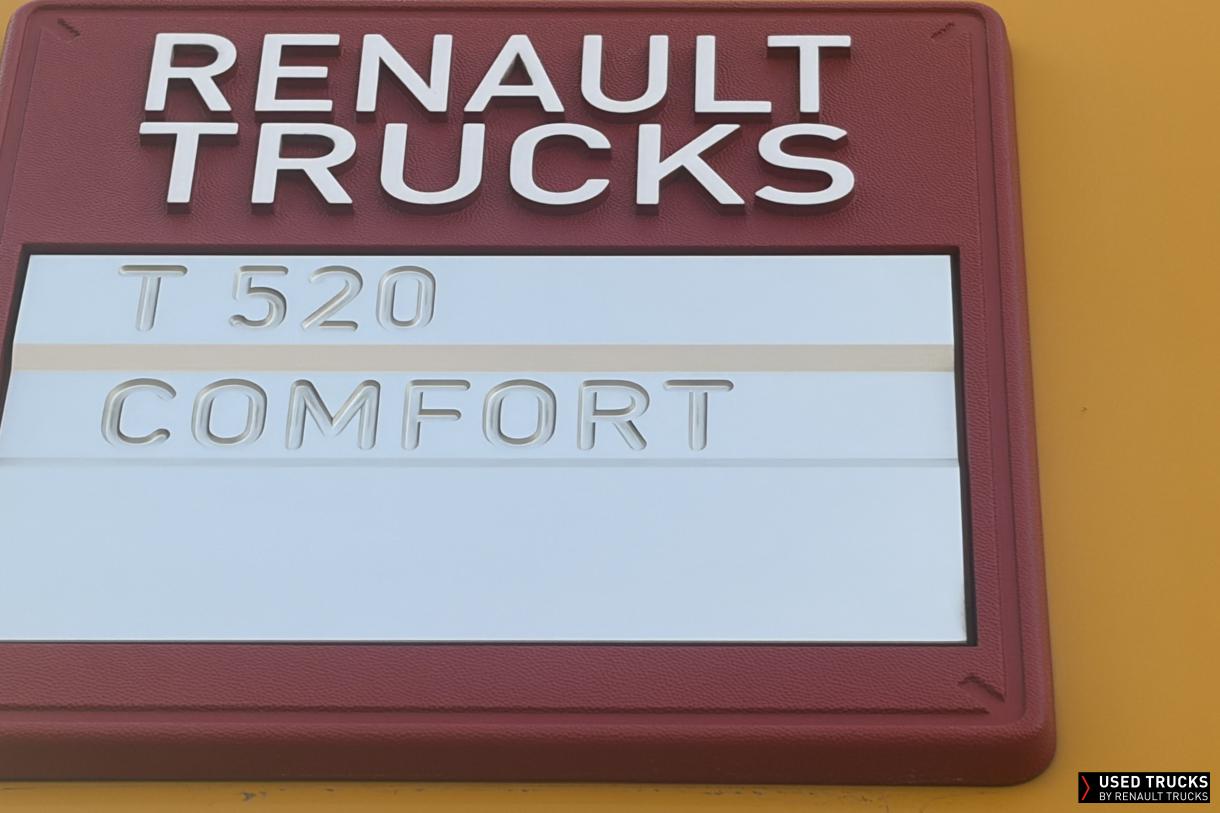 RENAULT
TRUCKS
T 520
COMFORT
USED TRUCKS
BY RENAULT TRUCKS